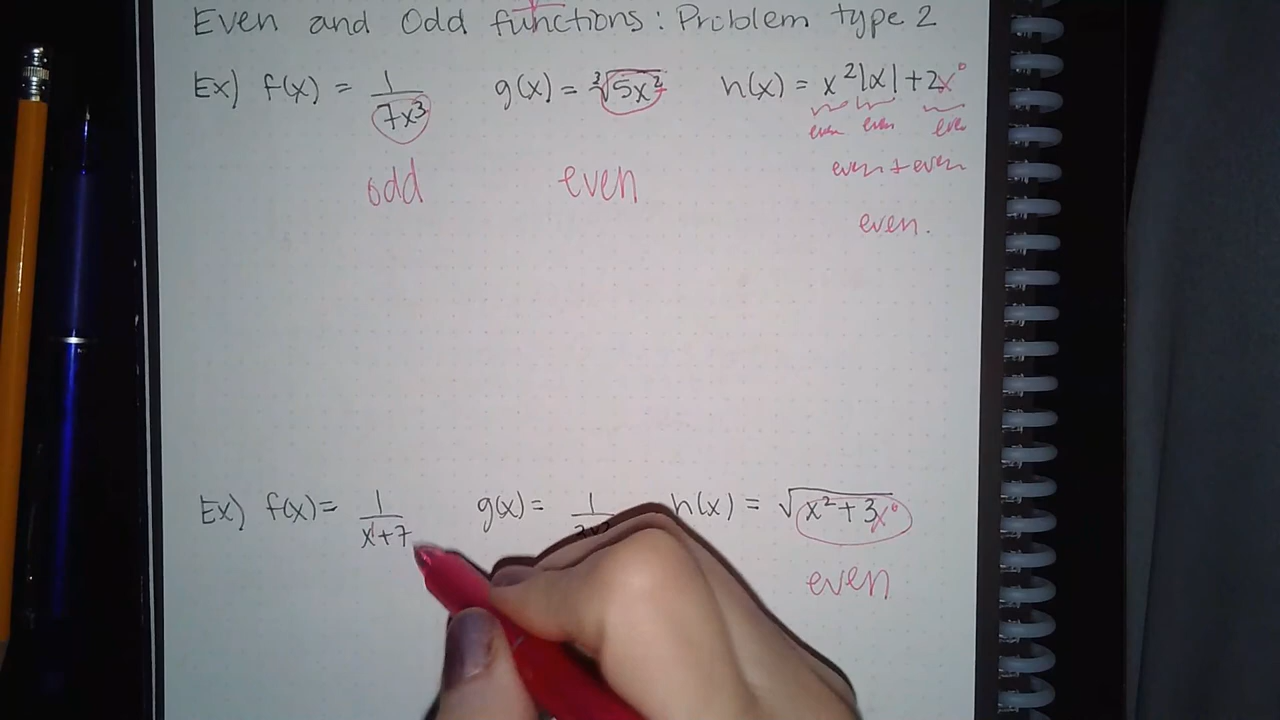 Even and Odd functions: Problem type 2
Ex) f(x) = 1/7x³ g(x) = ³√5x² h(x) = x²|x| + 2x⁰
even even even
even + even
odd even
even.
Ex) f(x) = 1/x+7 g(x) = 1/ h(x) = √x² + 3x⁰
even